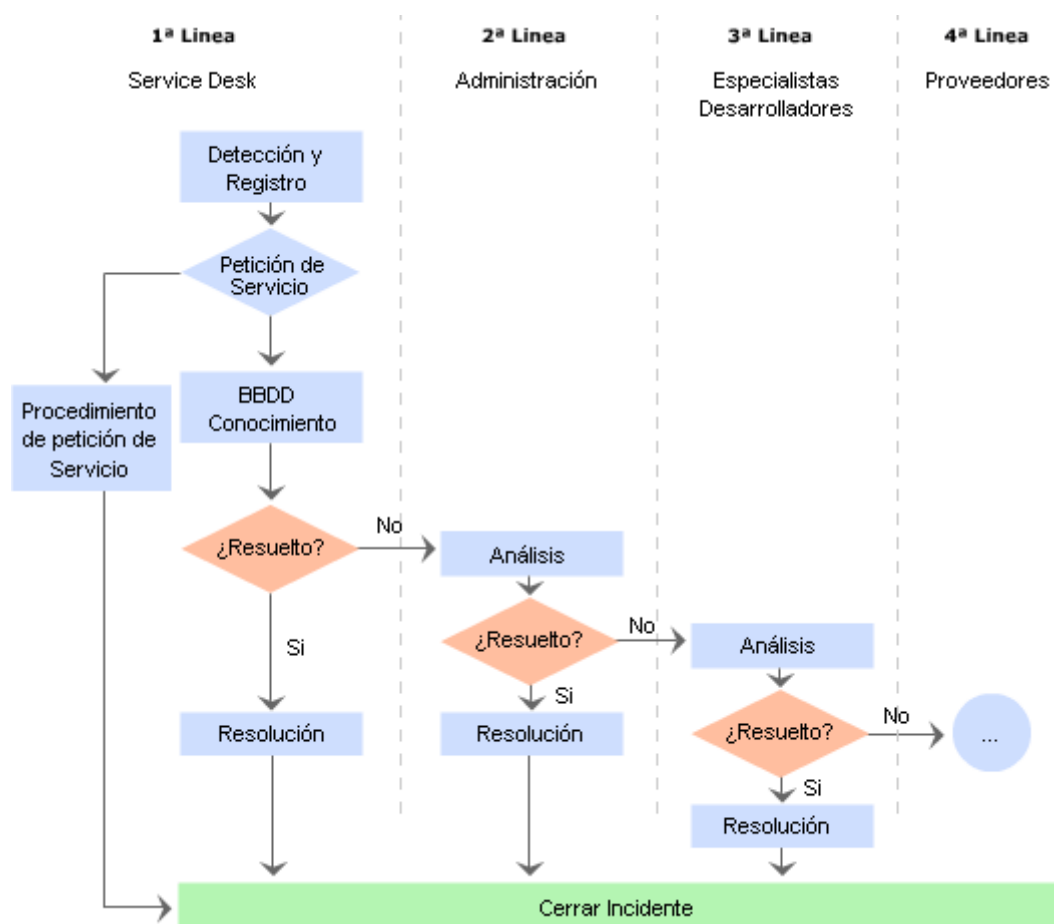 1ª Linea
2ª Linea
3ª Linea
4ª Linea
Service Desk
Administración
Especialistas
Desarrolladores
Proveedores
Detección y
Registro
Petición de
Servicio
Procedimiento
de petición de
Servicio
BBDD
Conocimiento
¿Resuelto?
No
Si
Resolución
Análisis
¿Resuelto?
No
Si
Resolución
Análisis
¿Resuelto?
No
Si
Resolución
...
Cerrar Incidente